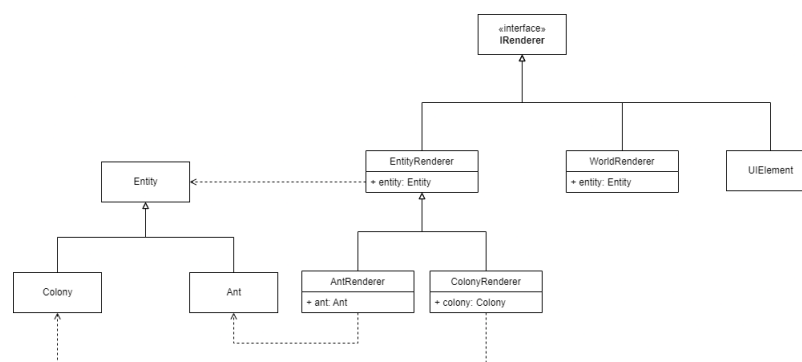 «interface»
IRenderer
EntityRenderer
+ entity: Entity
WorldRenderer
+ entity: Entity
UIElement
Entity
Colony
Ant
AntRenderer
+ ant: Ant
ColonyRenderer
+ colony: Colony